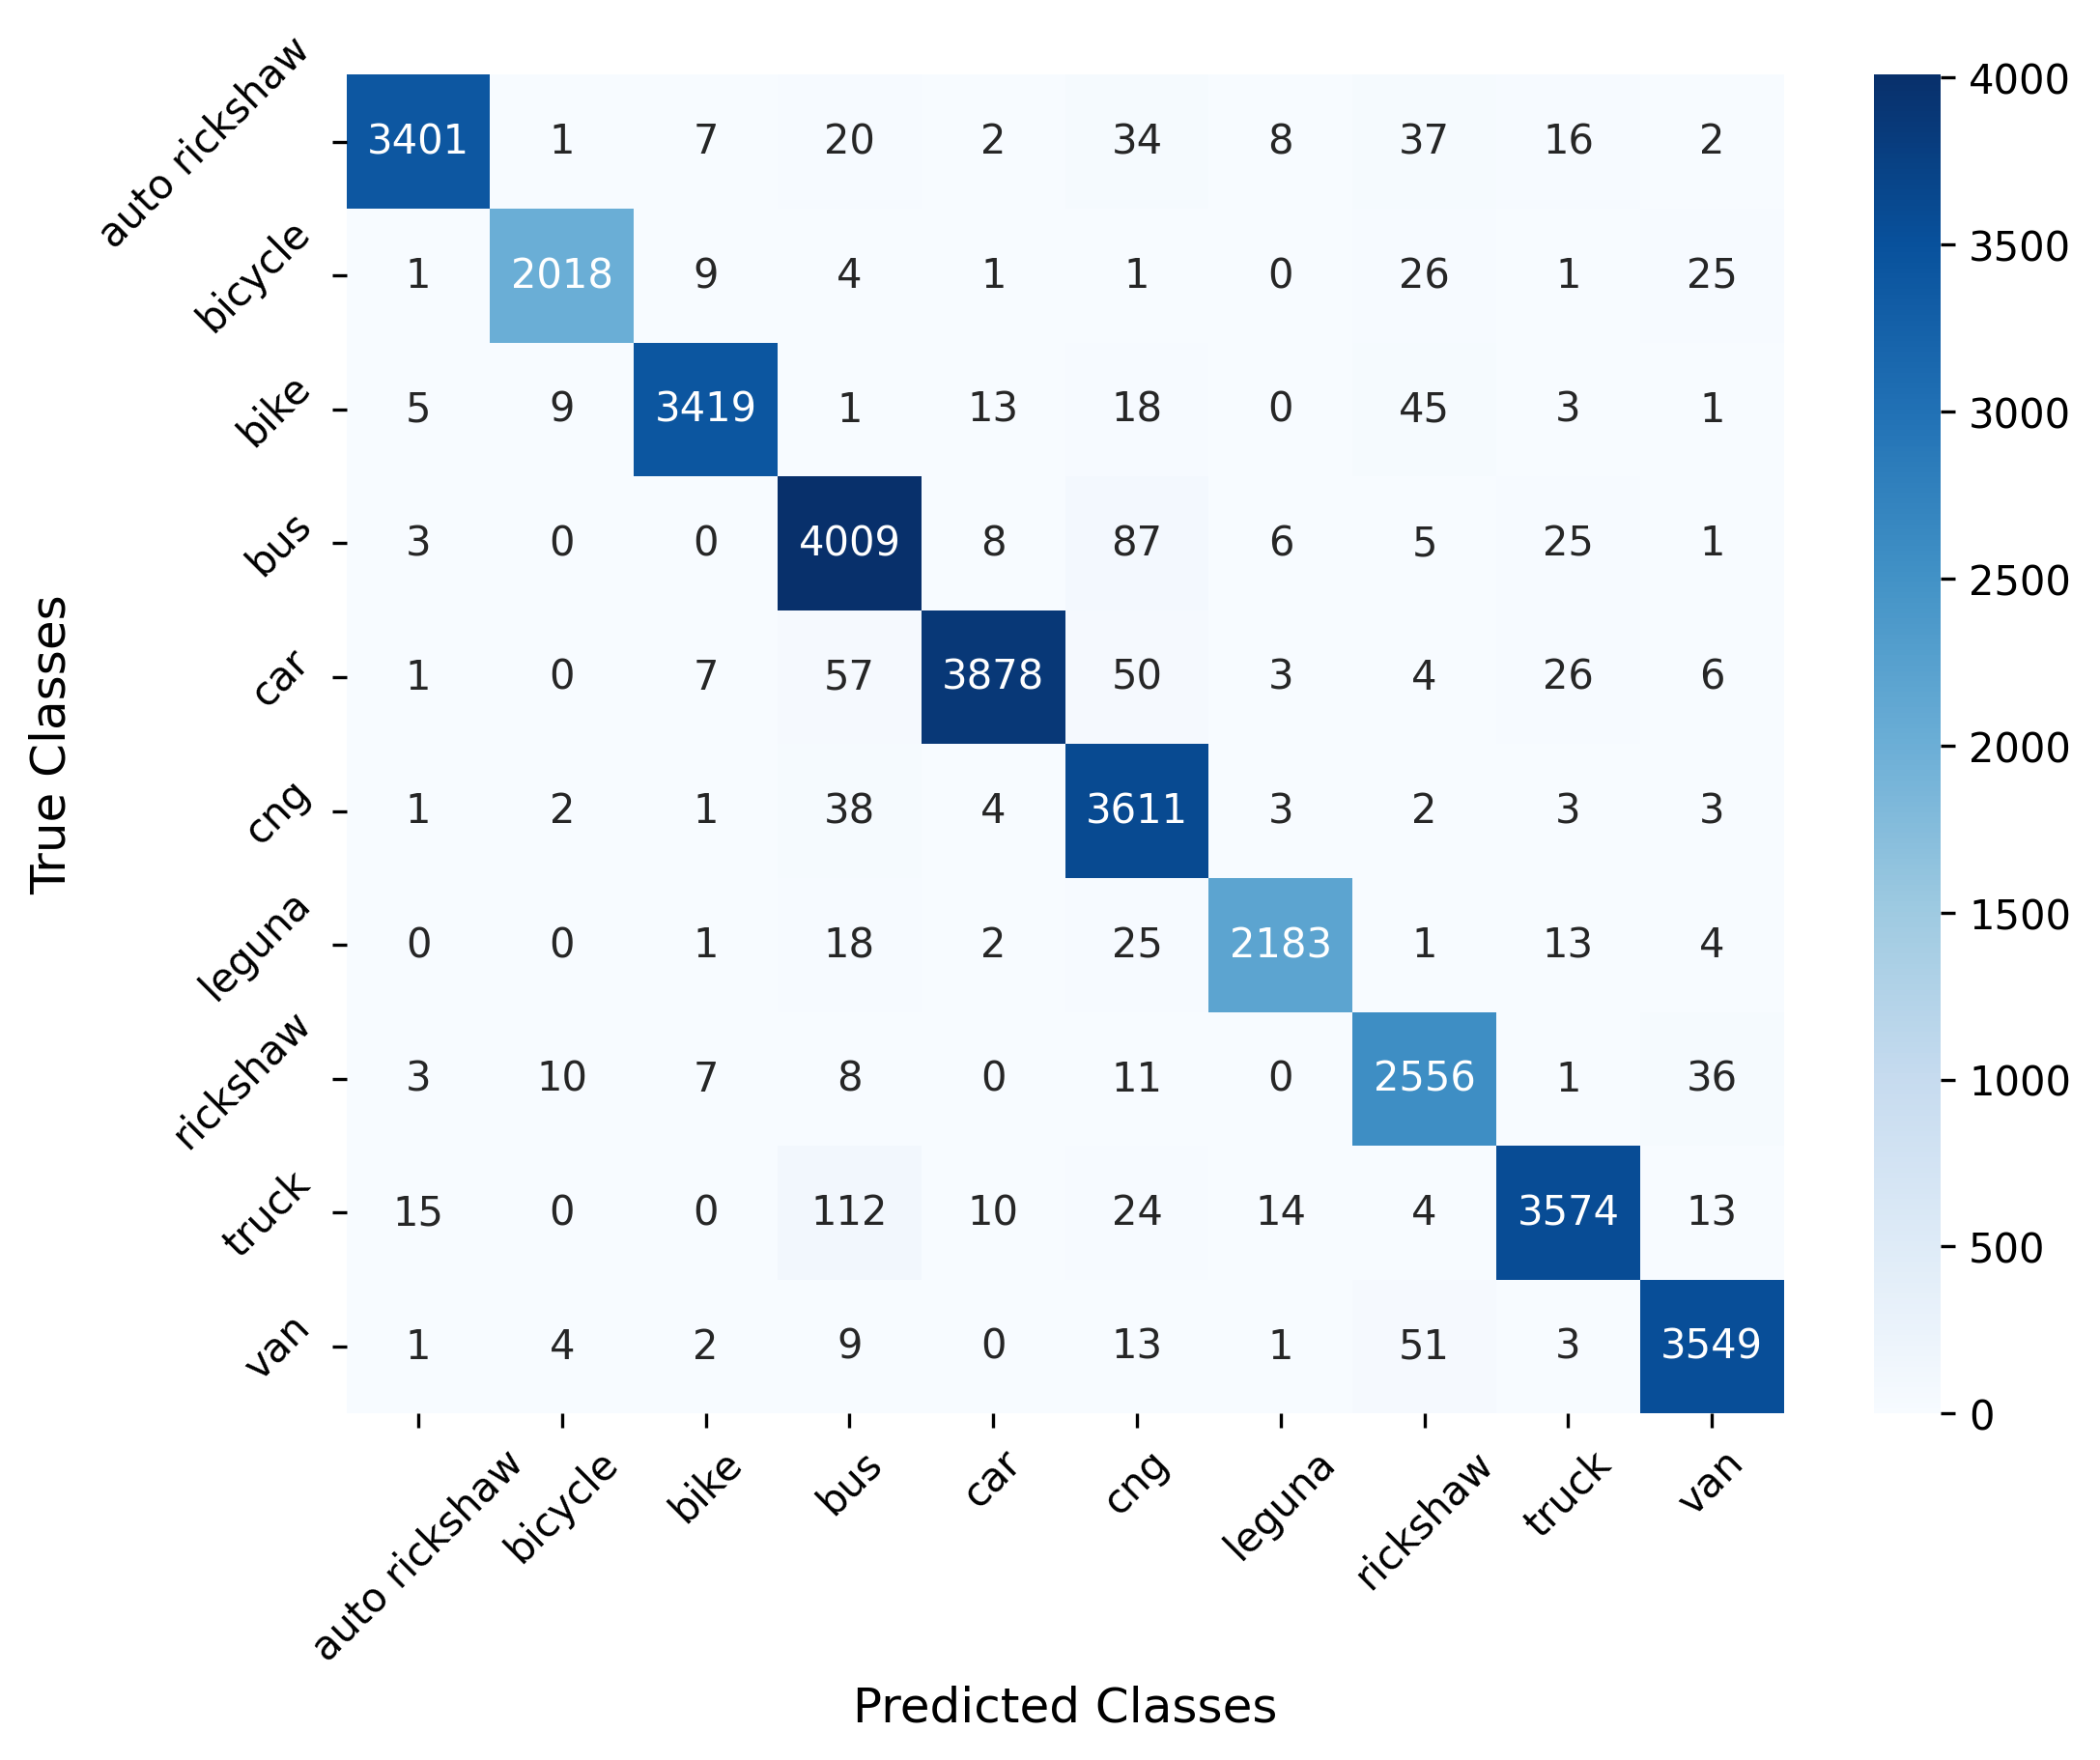 auto rickshaw 3401 1 7 20 2 34 8 37 16 2
bicycle 1 2018 9 4 1 1 0 26 1 25
bike 5 9 3419 1 13 18 0 45 3 1
bus 3 0 0 4009 8 87 6 5 25 1
car 1 0 7 57 3878 50 3 4 26 6
cng 1 2 1 38 4 3611 3 2 3 3
leguna 0 0 1 18 2 25 2183 1 13 4
rickshaw 3 10 7 8 0 11 0 2556 1 36
truck 15 0 0 112 10 24 14 4 3574 13
van 1 4 2 9 0 13 1 51 3 3549
auto rickshaw bicycle bike bus car cng leguna rickshaw truck van
Predicted Classes
True Classes
4000
3500
3000
2500
2000
1500
1000
500
0